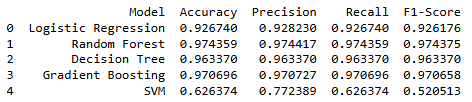 Model Accuracy Precision Recall F1-Score
0 Logistic Regression 0.926740 0.928230 0.926740 0.926176
1 Random Forest 0.974359 0.974417 0.974359 0.974375
2 Decision Tree 0.963370 0.963370 0.963370 0.963370
3 Gradient Boosting 0.970696 0.970727 0.970696 0.970658
4 SVM 0.626374 0.772389 0.626374 0.520513